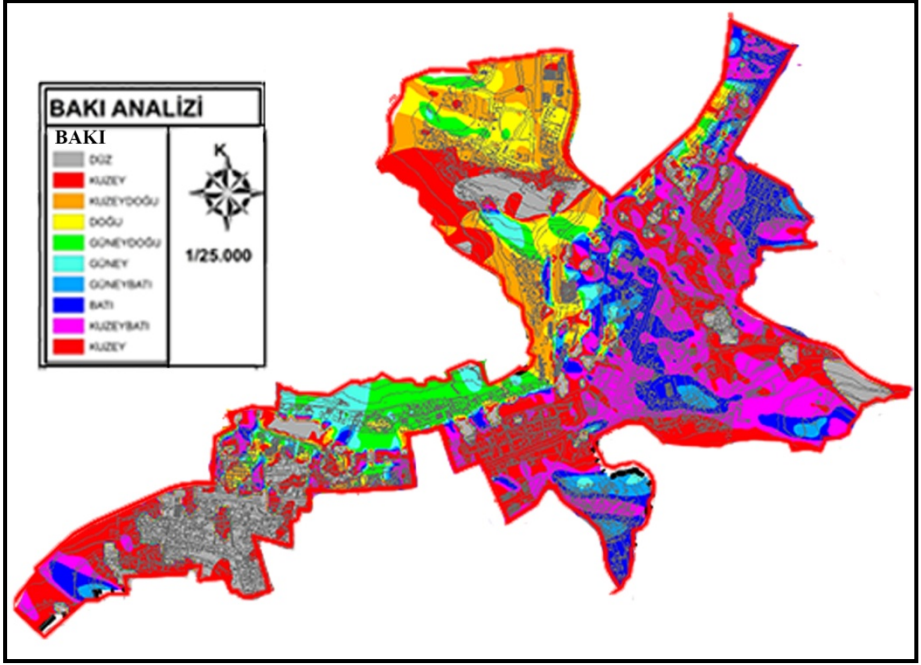 BAKI ANALİZİ
BAKI
DÜZ
KUZEY
KUZEYDOĞU
DOĞU
GÜNEYDOĞU
GÜNEY
GÜNEYBATI
BATI
KUZEYBATI
KUZEY
K
1/25.000